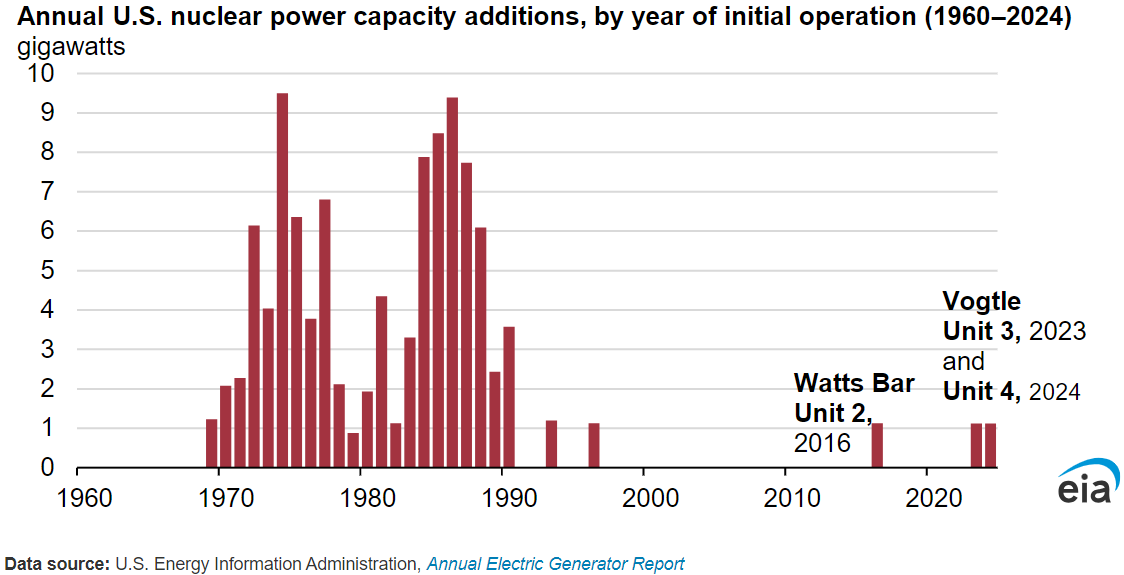 Annual U.S. nuclear power capacity additions, by year of initial operation (1960–2024)
gigawatts
10
9
8
7
6
5
4
3
2
1
0
Vogtle
Unit 3, 2023
and
Unit 4, 2024
Watts Bar
Unit 2,
2016
1960 1970 1980 1990 2000 2010 2020
eia
Data source: U.S. Energy Information Administration, Annual Electric Generator Report